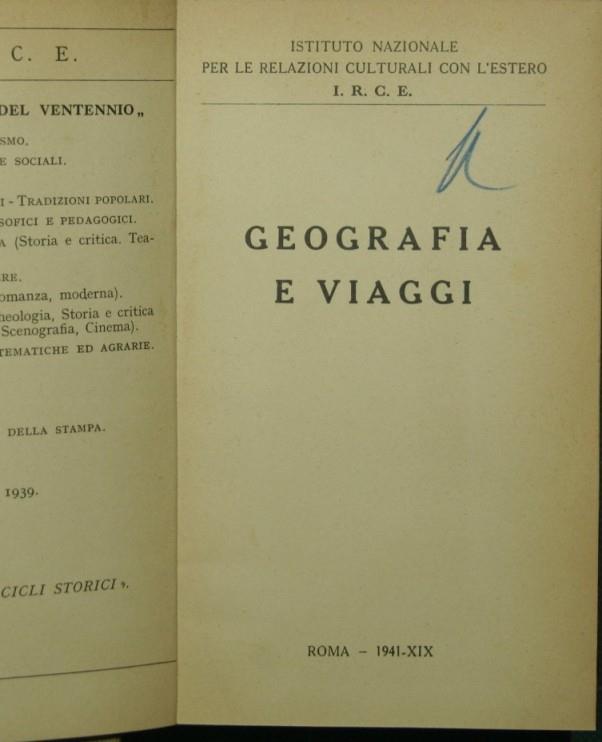 C. E.
DEL VENTENNIO„
SMO.
E SOCIALI.
I - TRADIZIONI POPOLARI.
SOFICI E PEDAGOGICI.
A (Storia e critica. Tea-
ERE.
omanza, moderna).
heologia, Storia e critica
Scenografia, Cinema).
TEMATICHE ED AGRARIE.
DELLA STAMPA.
1939.
CICLI STORICI„.
ISTITUTO NAZIONALE
PER LE RELAZIONI CULTURALI CON L'ESTERO
I. R. C. E.
GEOGRAFIA
E VIAGGI
ROMA - 1941-XIX